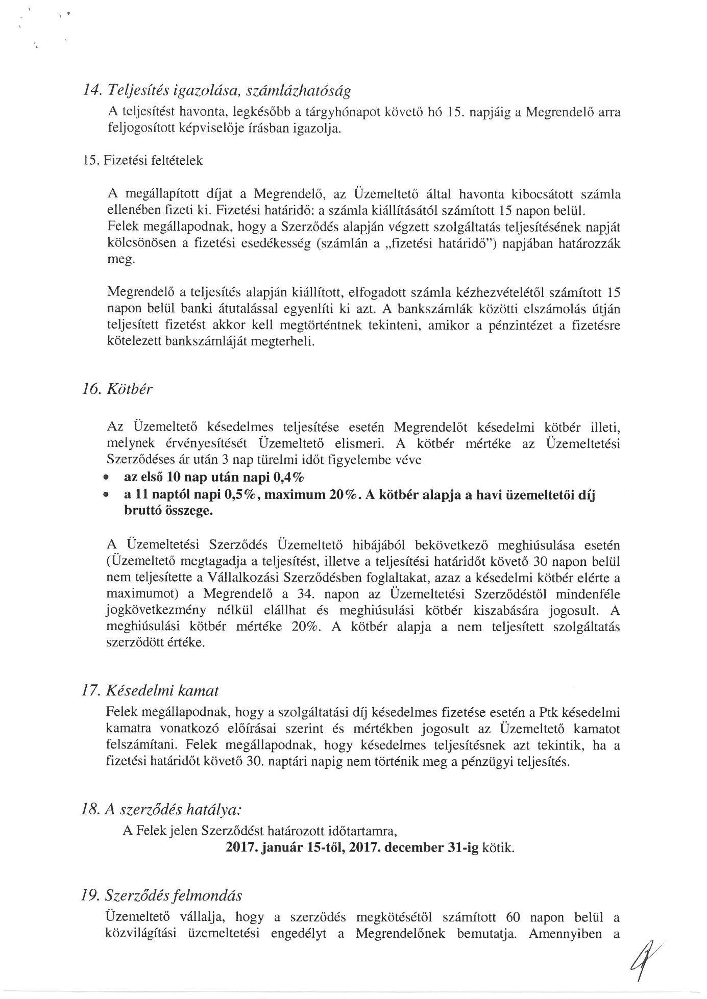 14. Teljesítés igazolása, számlázhatóság
A teljesítést havonta, legkésőbb a tárgyhónapot követő hó 15. napjáig a Megrendelő arra
feljogosított képviselője írásban igazolja.
15. Fizetési feltételek
A megállapított díjat a Megrendelő, az Üzemeltető által havonta kibocsátott számla
ellenében fizeti ki. Fizetési határidő: a számla kiállításától számított 15 napon belül.
Felek megállapodnak, hogy a Szerződés alapján végzett szolgáltatás teljesítésének napját
kölcsönösen a fizetési esedékesség (számlán a „fizetési határidő”) napjában határozzák
meg.
Megrendelő a teljesítés alapján kiállított, elfogadott számla kézhezvételétől számított 15
napon belül banki átutalással egyenlíti ki azt. A bankszámlák közötti elszámolás útján
teljesített fizetést akkor kell megtörténtnek tekinteni, amikor a pénzintézet a fizetésre
kötelezett bankszámláját megterheli.
16. Kötbér
Az Üzemeltető késedelmes teljesítése esetén Megrendelőt késedelmi kötbér illeti,
melynek érvényesítését Üzemeltető elismeri. A kötbér mértéke az Üzemeltetési
Szerződéses ár után 3 nap türelmi időt figyelembe véve
• az első 10 nap után napi 0,4%
• a 11 naptól napi 0,5%, maximum 20%. A kötbér alapja a havi üzemeltetői díj
bruttó összege.
A Üzemeltetési Szerződés Üzemeltető hibájából bekövetkező meghiúsulása esetén
(Üzemeltető megtagadja a teljesítést, illetve a teljesítési határidőt követő 30 napon belül
nem teljesítette a Vállalkozási Szerződésben foglaltakat, azaz a késedelmi kötbér elérte a
maximumot) a Megrendelő a 34. napon az Üzemeltetési Szerződéstől mindenféle
jogkövetkezmény nélkül elállhat és meghiúsulási kötbér kiszabására jogosult. A
meghiúsulási kötbér mértéke 20%. A kötbér alapja a nem teljesített szolgáltatás
szerződött értéke.
17. Késedelmi kamat
Felek megállapodnak, hogy a szolgáltatási díj késedelmes fizetése esetén a Ptk késedelmi
kamatra vonatkozó előírásai szerint és mértékben jogosult az Üzemeltető kamatot
felszámítani. Felek megállapodnak, hogy késedelmes teljesítésnek azt tekintik, ha a
fizetési határidőt követő 30. naptári napig nem történik meg a pénzügyi teljesítés.
18. A szerződés hatálya:
A Felek jelen Szerződést határozott időtartamra,
2017. január 15-től, 2017. december 31-ig kötik.
19. Szerződés felmondás
Üzemeltető vállalja, hogy a szerződés megkötésétől számított 60 napon belül a
közvilágítási üzemeltetési engedélyt a Megrendelőnek bemutatja. Amennyiben a